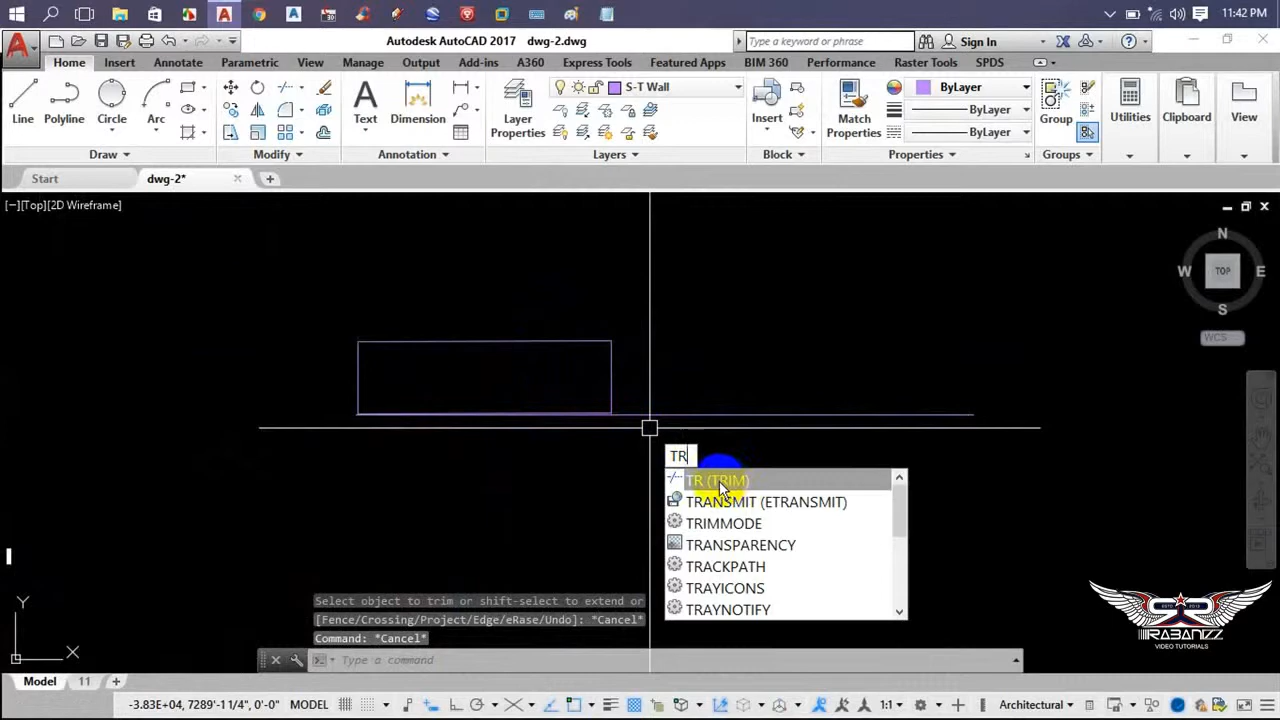 11:42 PM
Autodesk AutoCAD 2017 dwg-2.dwg
Type a keyword or phrase
Sign In
Home Insert Annotate Parametric View Manage Output Add-ins A360 Express Tools Featured Apps BIM 360 Performance Raster Tools SPDS
S-T Wall
ByLayer
ByLayer
ByLayer
Line Polyline Circle Arc Text Dimension Layer Properties Insert Match Properties Group Utilities Clipboard View
Draw Modify Annotation Layers Block Properties Groups
Start dwg-2*
[−][Top][2D Wireframe]
N
W TOP E
S
WCS
TR
TR (TRIM)
TRANSMIT (ETRANSMIT)
TRIMMODE
TRANSPARENCY
TRACKPATH
TRAYICONS
TRAYNOTIFY
Select object to trim or shift-select to extend or
[Fence/Crossing/Project/Edge/eRase/Undo]: *Cancel*
Command: *Cancel*
Type a command
Y
X
RABANIZZ
VIDEO TUTORIALS
Model 11
-3.83E+04, 7289'-11/4", 0'-0" MODEL 1:1 Architectural